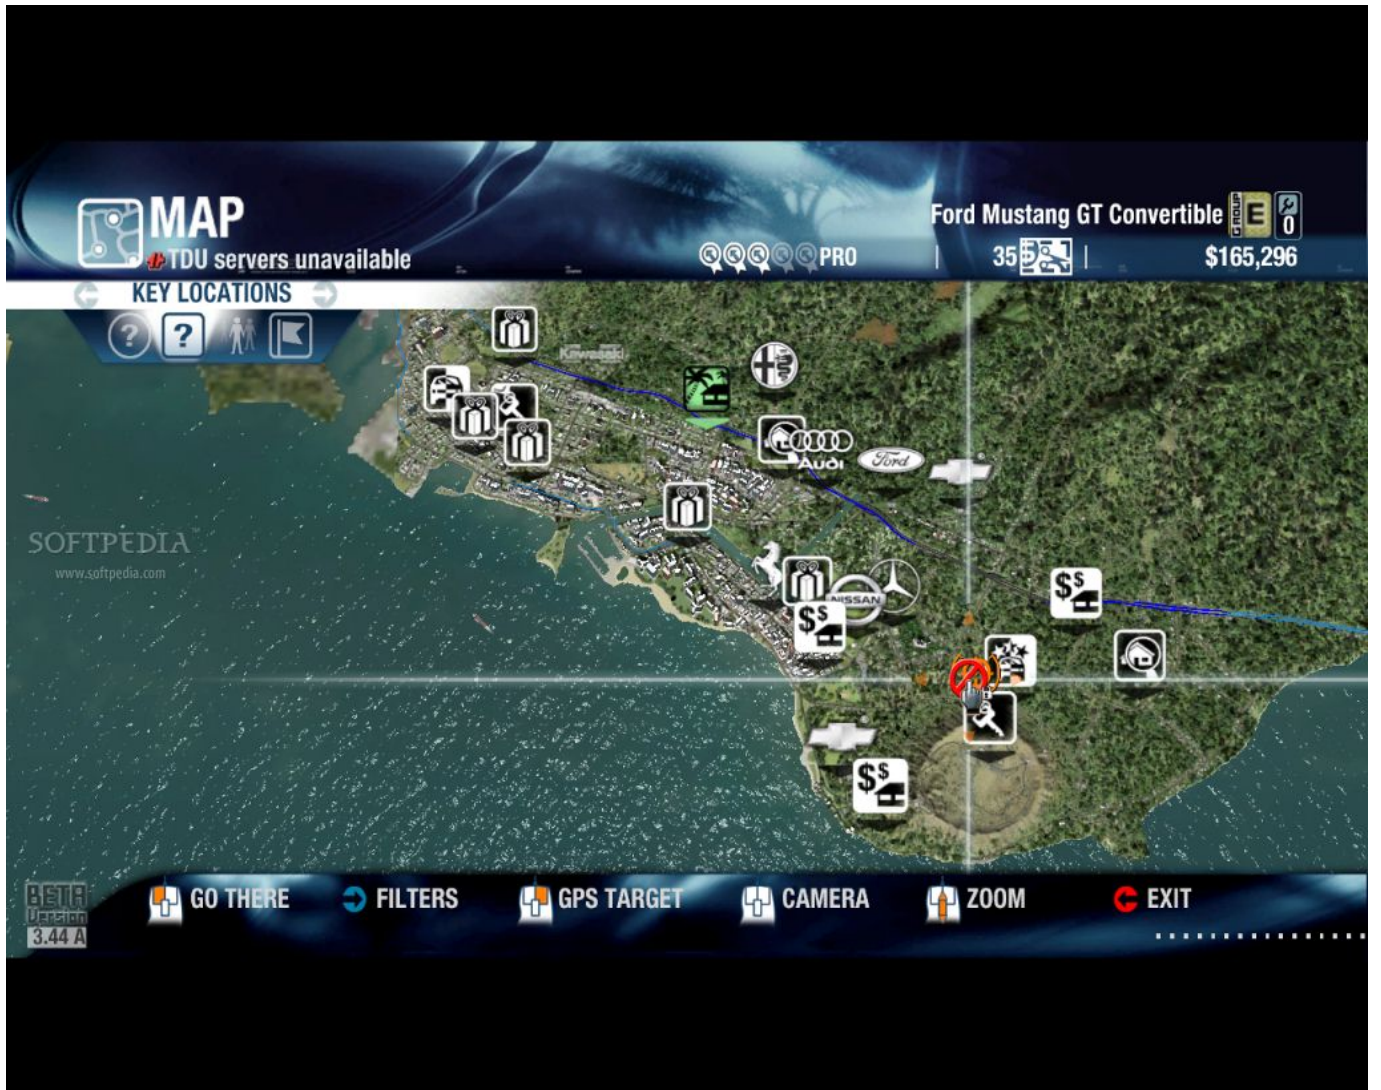 MAP
TDU servers unavailable
Ford Mustang GT Convertible
GROUP
E
0
PRO
35
$165,296
KEY LOCATIONS
?
?
Kawasaki
Audi
Ford
SOFTPEDIA
www.softpedia.com
NISSAN
$$
$$
$$
BETA
Version
3.44 A
GO THERE
FILTERS
GPS TARGET
CAMERA
ZOOM
EXIT